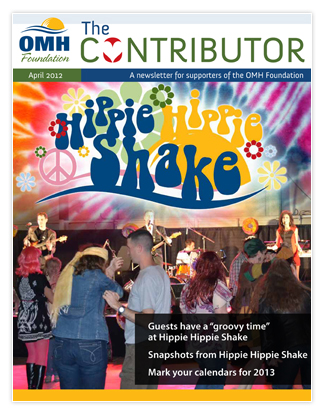 OMH
Foundation
The
CONTRIBUTOR
April 2012
A newsletter for supporters of the OMH Foundation
Hippie Hippie
Shake
Guests have a "groovy time"
at Hippie Hippie Shake
Snapshots from Hippie Hippie Shake
Mark your calendars for 2013